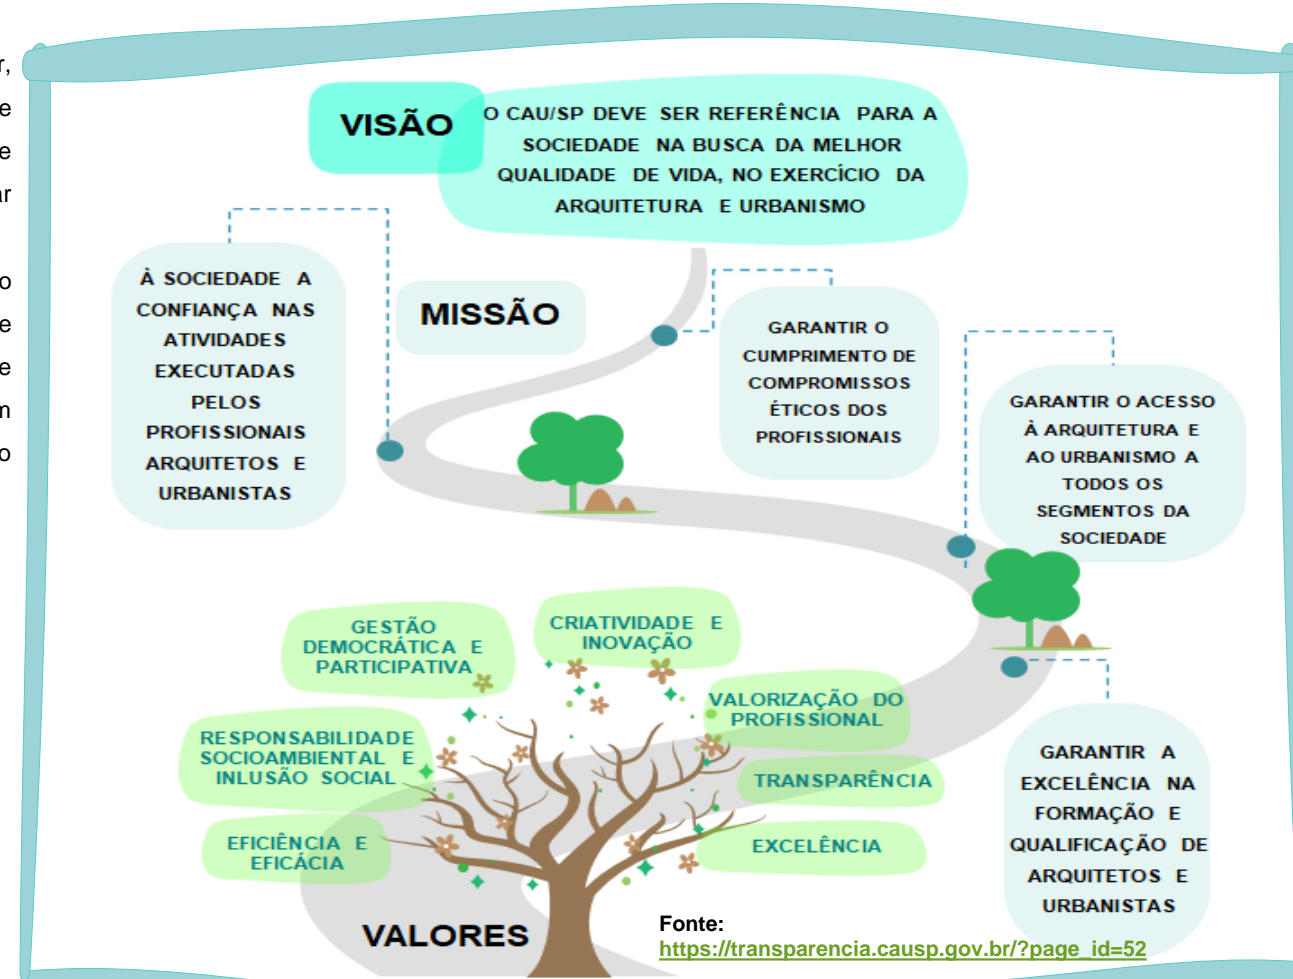 r,
e
e
ar
o
e
e
m
o
VISÃO
O CAU/SP DEVE SER REFERÊNCIA PARA A
SOCIEDADE NA BUSCA DA MELHOR
QUALIDADE DE VIDA, NO EXERCÍCIO DA
ARQUITETURA E URBANISMO
À SOCIEDADE A
CONFIANÇA NAS
ATIVIDADES
EXECUTADAS
PELOS
PROFISSIONAIS
ARQUITETOS E
URBANISTAS
MISSÃO
GARANTIR O
CUMPRIMENTO DE
COMPROMISSOS
ÉTICOS DOS
PROFISSIONAIS
GARANTIR O ACESSO
À ARQUITETURA E
AO URBANISMO A
TODOS OS
SEGMENTOS DA
SOCIEDADE
GESTÃO
DEMOCRÁTICA E
PARTICIPATIVA
CRIATIVIDADE E
INOVAÇÃO
VALORIZAÇÃO DO
PROFISSIONAL
RESPONSABILIDADE
SOCIOAMBIENTAL E
INLUSÃO SOCIAL
TRANSPARÊNCIA
EFICIÊNCIA E
EFICÁCIA
EXCELÊNCIA
GARANTIR A
EXCELÊNCIA NA
FORMAÇÃO E
QUALIFICAÇÃO DE
ARQUITETOS E
URBANISTAS
VALORES
Fonte:
https://transparencia.causp.gov.br/?page_id=52